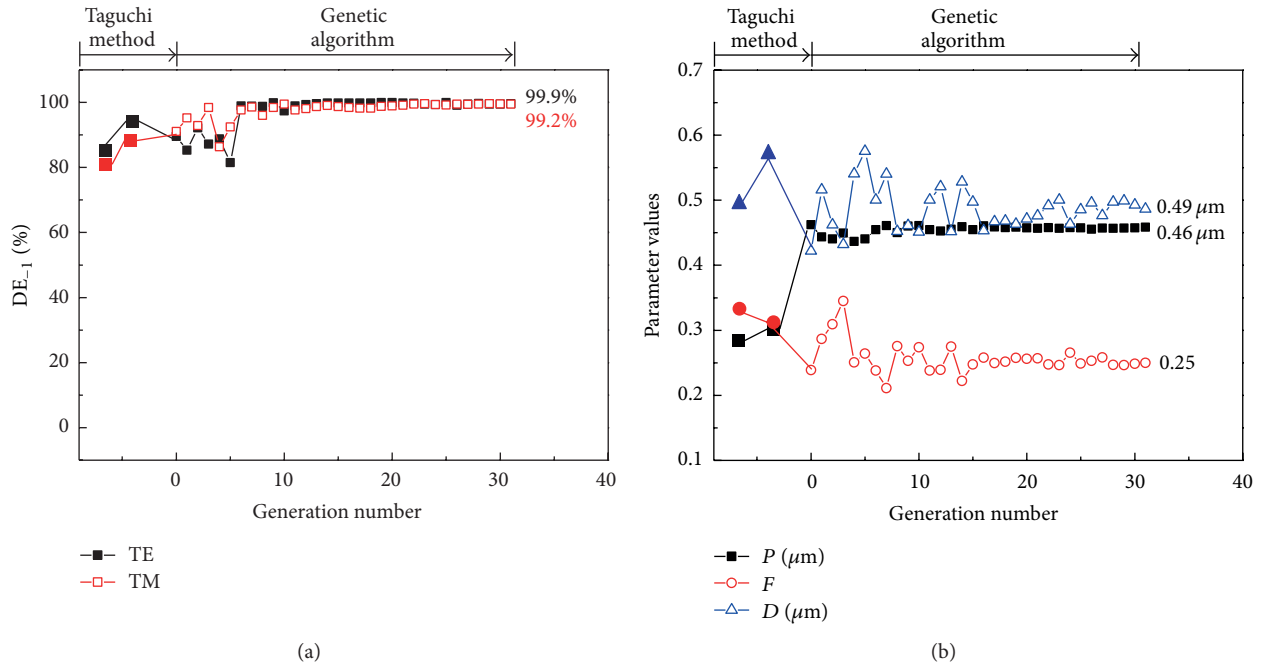 Taguchi
method
Genetic
algorithm
100
80
60
40
20
0
DE−1 (%)
99.9%
99.2%
0
10
20
30
40
Generation number
TE
TM
(a)
Taguchi
method
Genetic
algorithm
0.7
0.6
0.5
0.4
0.3
0.2
0.1
Parameter values
0.49 μm
0.46 μm
0.25
0
10
20
30
40
Generation number
P (μm)
F
D (μm)
(b)